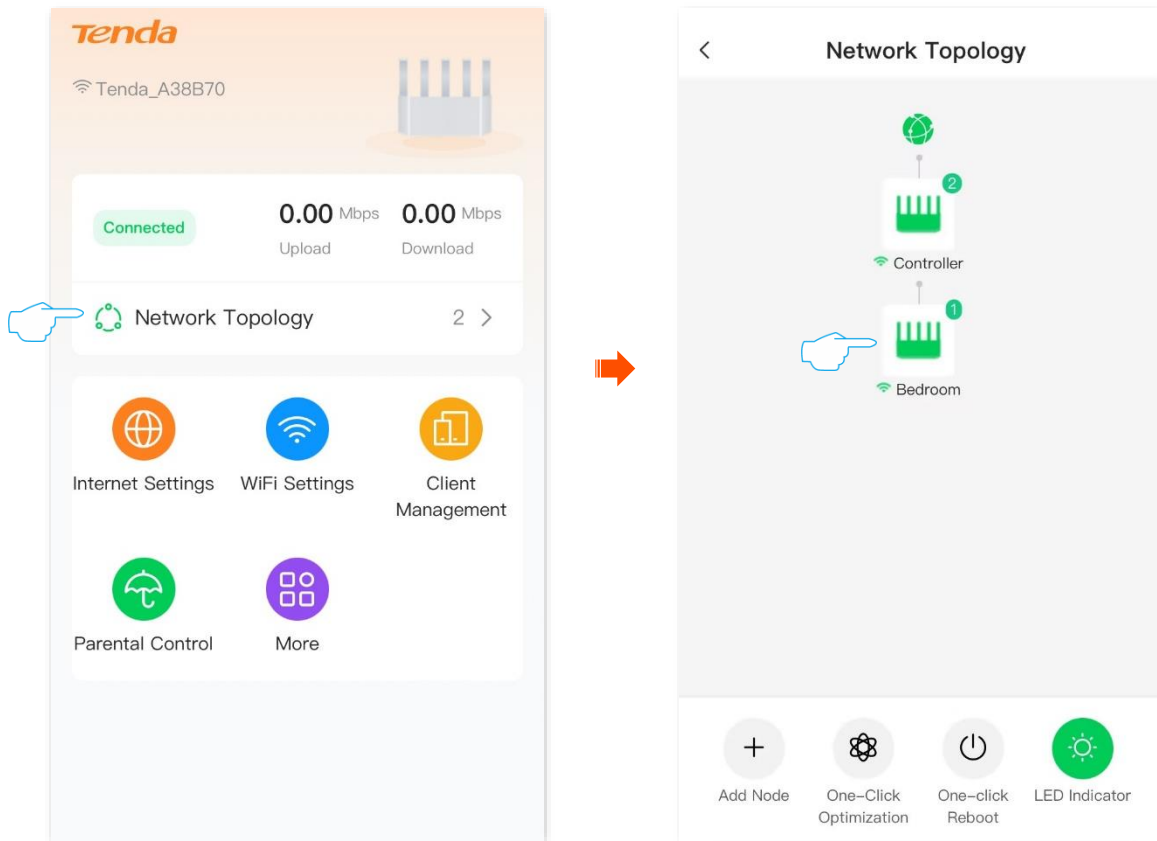 Tenda
Tenda_A38B70
Connected
0.00 Mbps
Upload
0.00 Mbps
Download
Network Topology
2
Internet Settings
WiFi Settings
Client
Management
Parental Control
More
Network Topology
2
Controller
1
Bedroom
Add Node
One-Click
Optimization
One-click
Reboot
LED Indicator